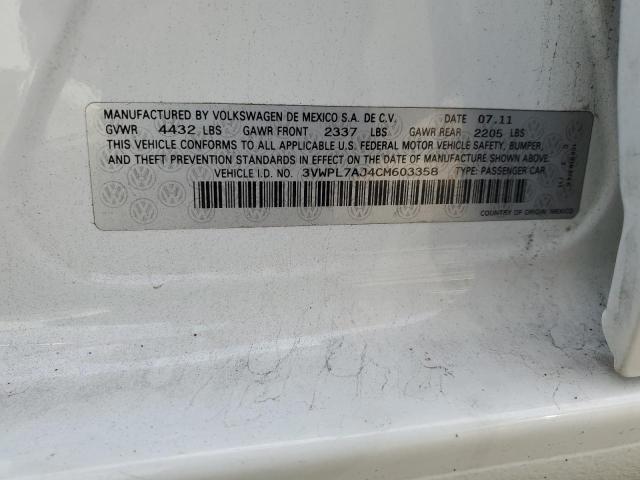 MANUFACTURED BY VOLKSWAGEN DE MEXICO S.A. DE C.V. DATE 07.11
GVWR 4432 LBS GAWR FRONT 2337 LBS GAWR REAR 2205 LBS
THIS VEHICLE CONFORMS TO ALL APPLICABLE U.S. FEDERAL MOTOR VEHICLE SAFETY, BUMPER,
AND THEFT PREVENTION STANDARDS IN EFFECT ON THE DATE OF MANUFACTURE SHOWN ABOVE.
VEHICLE I.D. NO. 3VWPL7AJ4CM603358 TYPE: PASSENGER CAR
COUNTRY OF ORIGIN: MEXICO